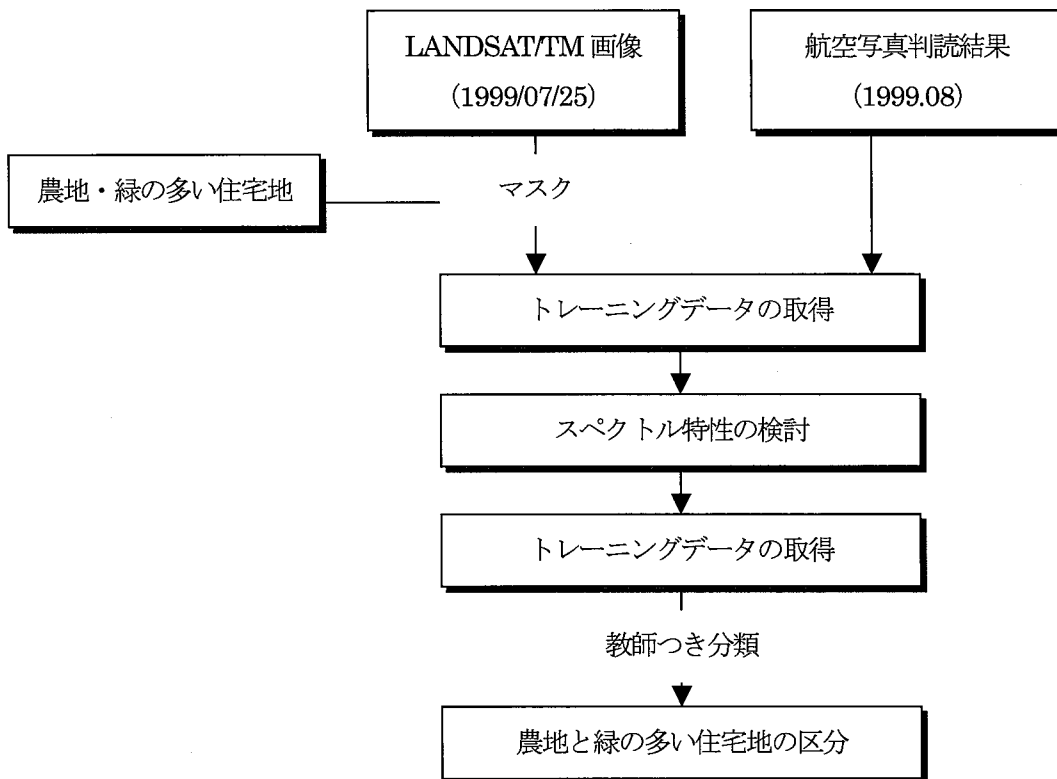 LANDSAT/TM 画像
（1999/07/25）
航空写真判読結果
（1999.08）
農地・緑の多い住宅地
マスク
トレーニングデータの取得
スペクトル特性の検討
トレーニングデータの取得
教師つき分類
農地と緑の多い住宅地の区分